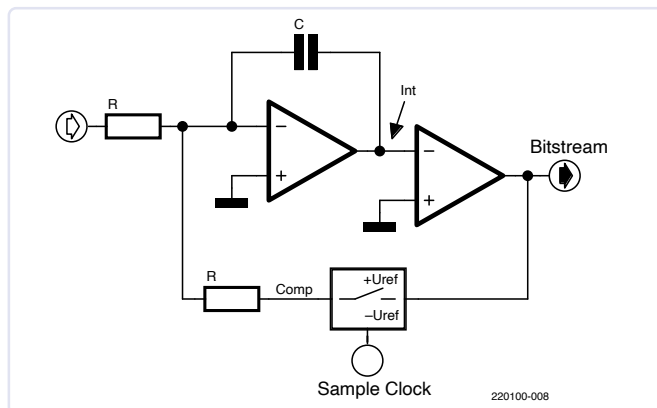 C
R
Int
Bitstream
−
+
−
+
R
Comp
+Uref
−Uref
Sample Clock
220100-008